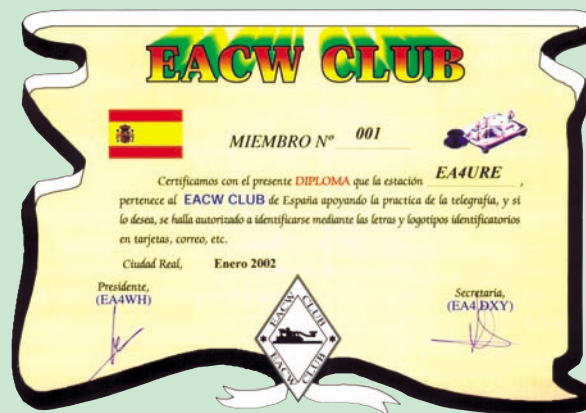 EACW CLUB
MIEMBRO Nº 001
Certificamos con el presente DIPLOMA que la estación EA4URE ,
pertenece al EACW CLUB de España apoyando la practica de la telegrafía, y si
lo desea, se halla autorizado a identificarse mediante las letras y logotipos identificatorios
en tarjetas, correo, etc.
Ciudad Real, Enero 2002
Presidente,
(EA4WH)
Secretaria,
(EA4DXY)
EACW CLUB
EACW CLUB